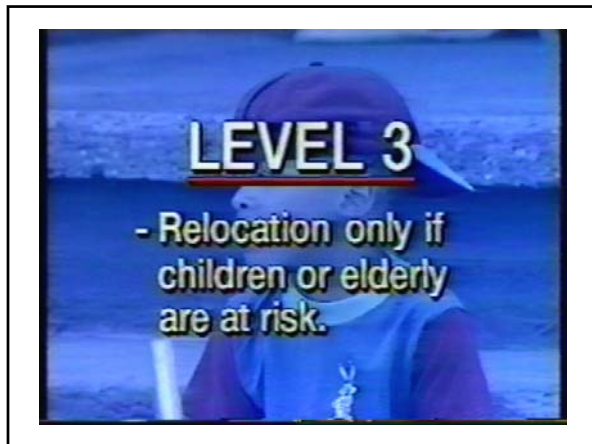 LEVEL 3
- Relocation only if
children or elderly
are at risk.